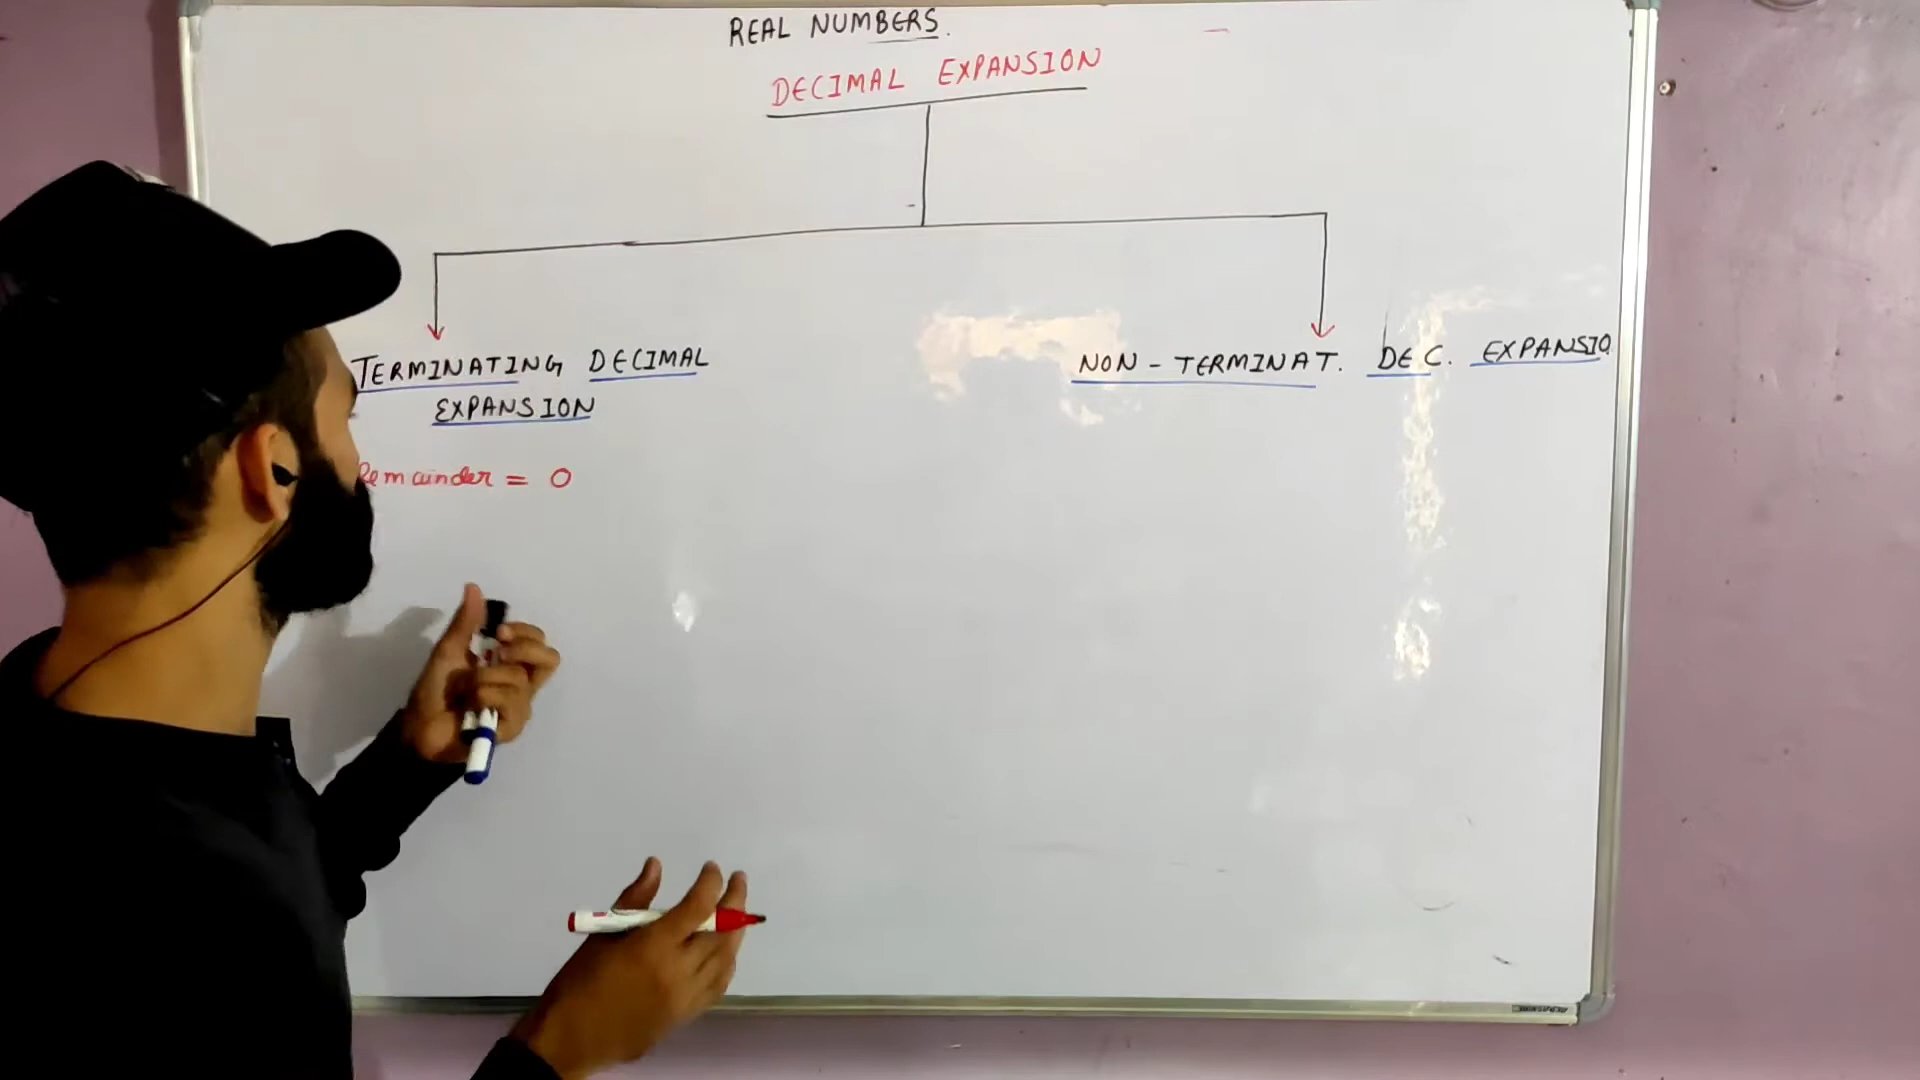 REAL NUMBERS.
DECIMAL EXPANSION
TERMINATING DECIMAL
EXPANSION
NON - TERMINAT. DEC. EXPANSIO
Remainder = 0